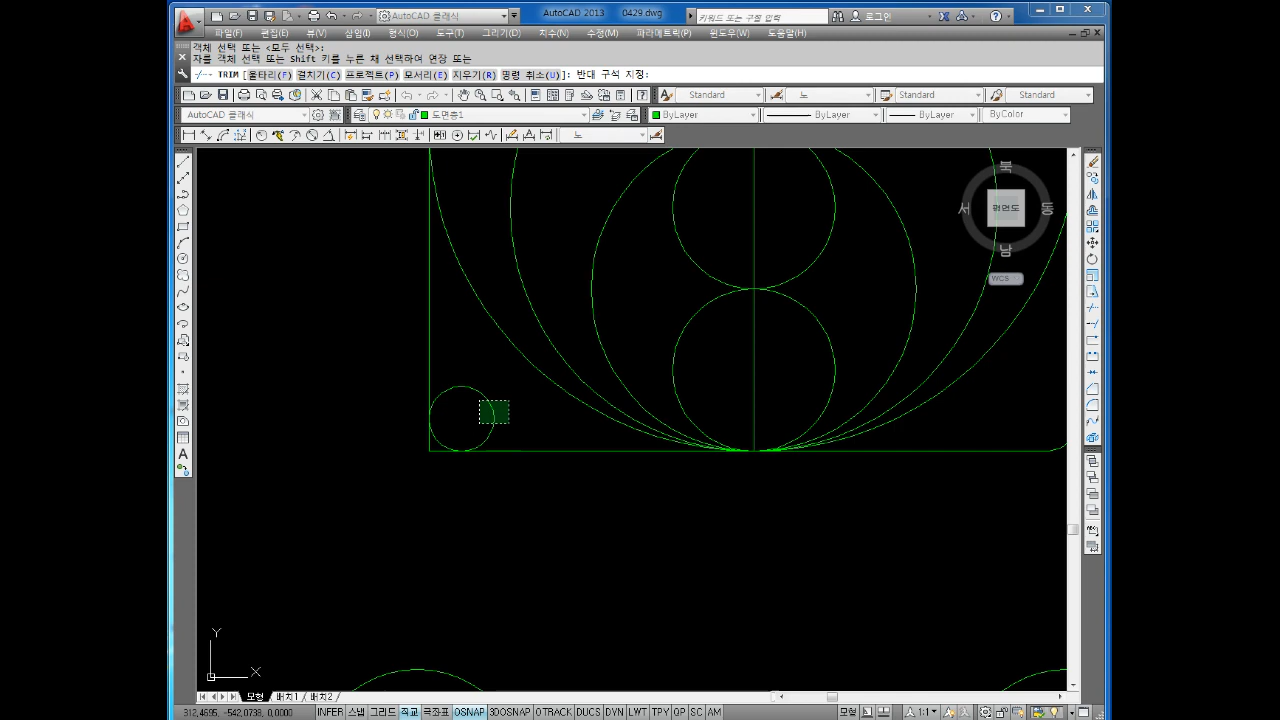 AutoCAD 클래식
AutoCAD 2013 0429.dwg
키워드 또는 구절 입력
로그인
파일(F) 편집(E) 뷰(V) 삽입(I) 형식(O) 도구(T) 그리기(D) 치수(N) 수정(M) 파라메트릭(P) 윈도우(W) 도움말(H)
객체 선택 또는 <모두 선택>:
자를 객체 선택 또는 Shift 키를 누른 채 선택하여 연장 또는
TRIM [울타리(F) 걸치기(C) 프로젝트(P) 모서리(E) 지우기(R) 명령 취소(U)]: 반대 구석 지정:
Standard Standard Standard
AutoCAD 클래식 도면층1 ByLayer ByLayer ByLayer ByColor
북
서 평면도 동
남
WCS
Y
X
모형 배치1 배치2
312.4695, -542.0738, 0.0000 INFER 스냅 그리드 직교 극좌표 OSNAP 3DOSNAP OTRACK DUCS DYN LWT TPY QP SC AM 모형 1:1